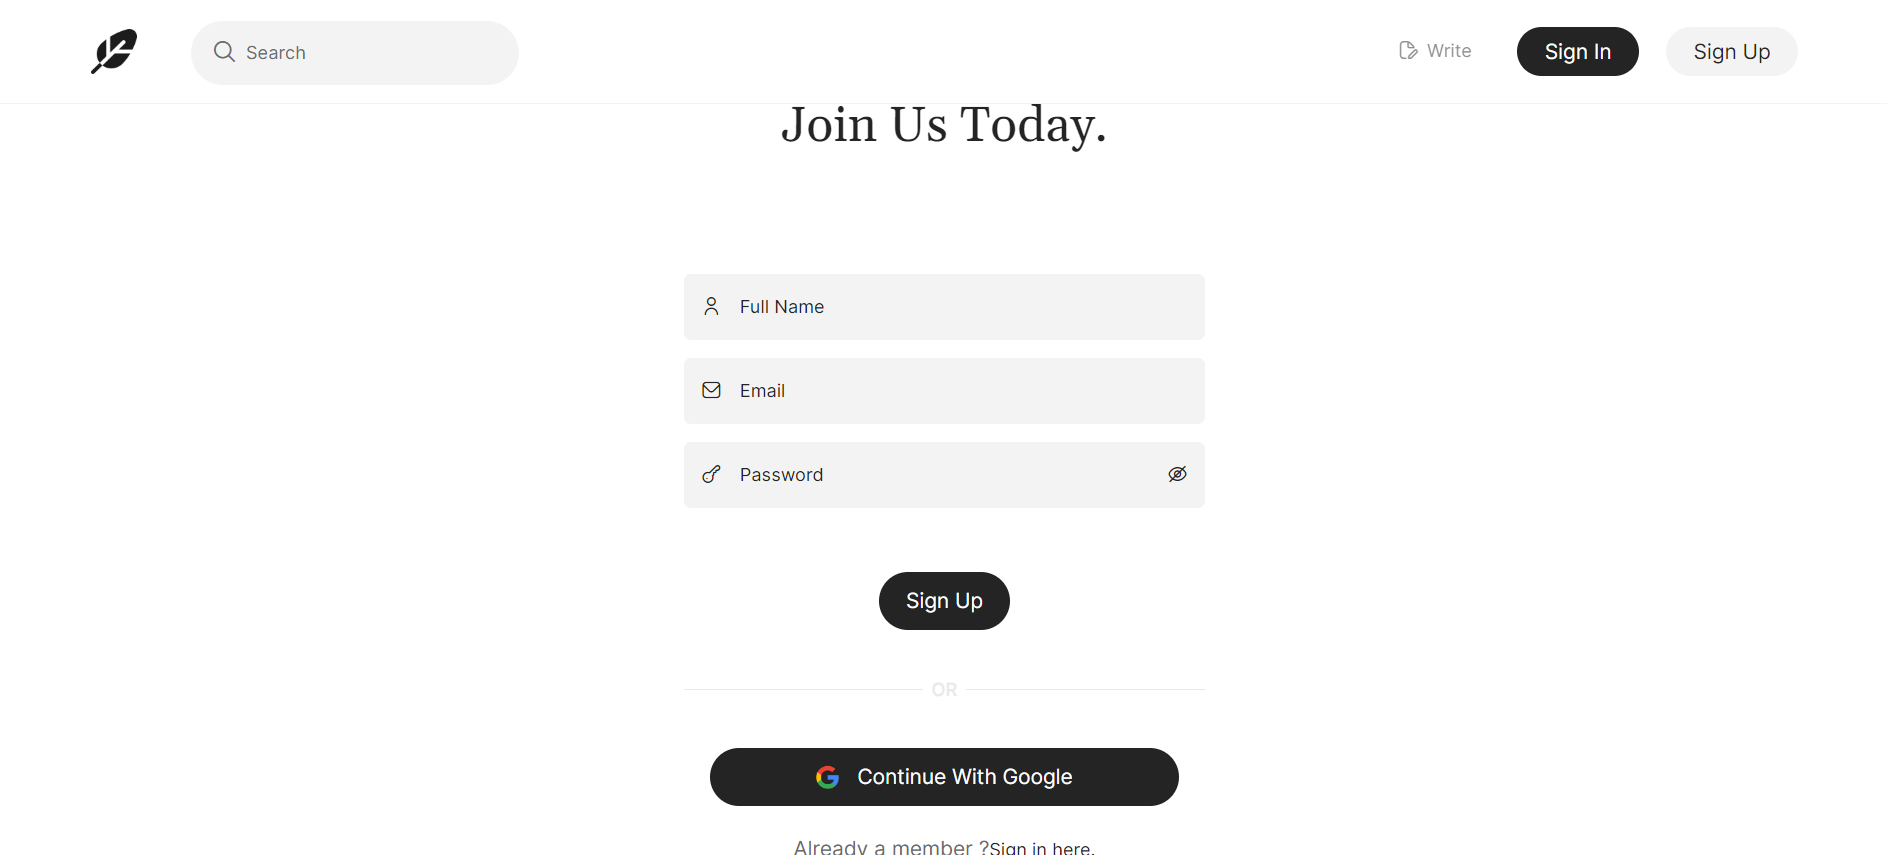 Search
Write
Sign In
Sign Up
Join Us Today.
Full Name
Email
Password
Sign Up
OR
Continue With Google
Already a member ?Sign in here.